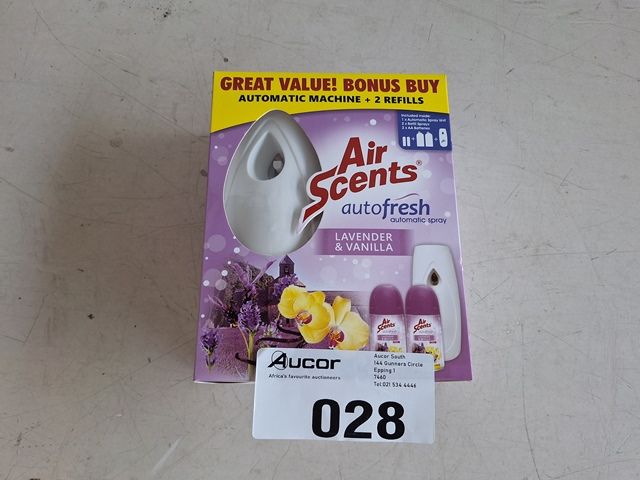 GREAT VALUE! BONUS BUY
AUTOMATIC MACHINE + 2 REFILLS
Included inside:
1 x Automatic Spray Unit
2 x Refill Sprays
2 x AA Batteries
Air
Scents®
autofresh
automatic spray
LAVENDER
& VANILLA
Air
Scents
Air
Scents
Aucor
Africa's favourite auctioneers
Aucor South
144 Gunners Circle
Epping 1
7460
Tel:021 534 4446
028